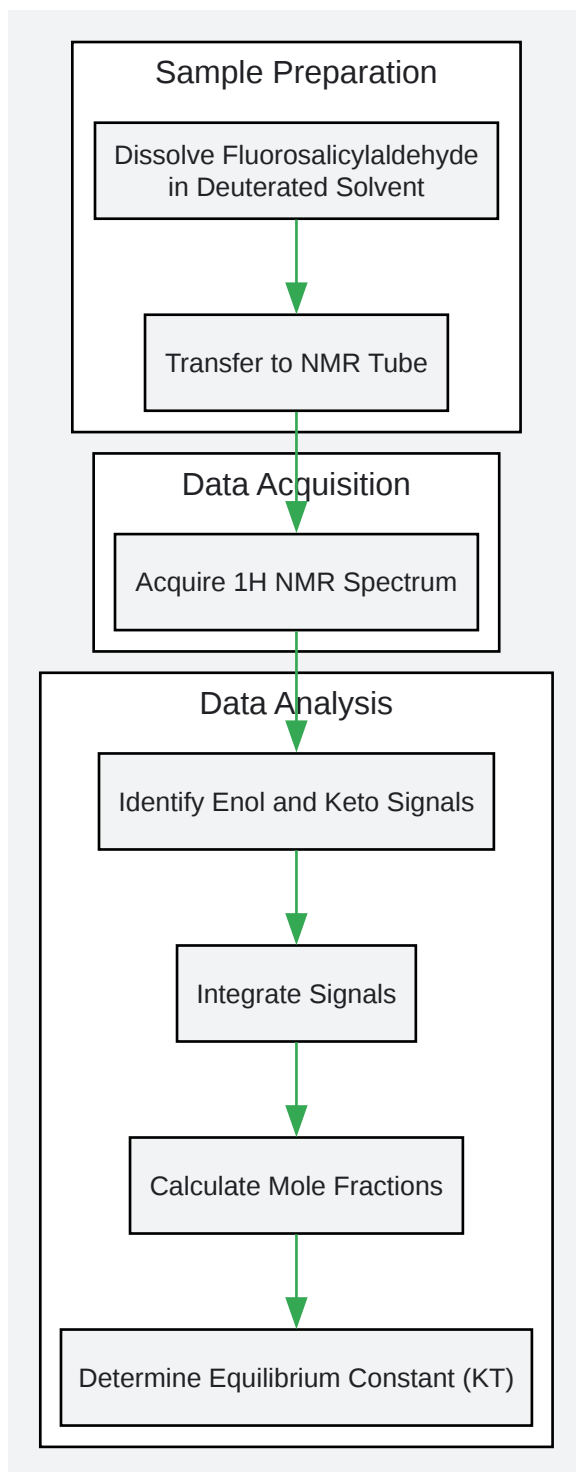 Sample Preparation
Dissolve Fluorosalicylaldehyde
in Deuterated Solvent
Transfer to NMR Tube
Data Acquisition
Acquire 1H NMR Spectrum
Data Analysis
Identify Enol and Keto Signals
Integrate Signals
Calculate Mole Fractions
Determine Equilibrium Constant (KT)